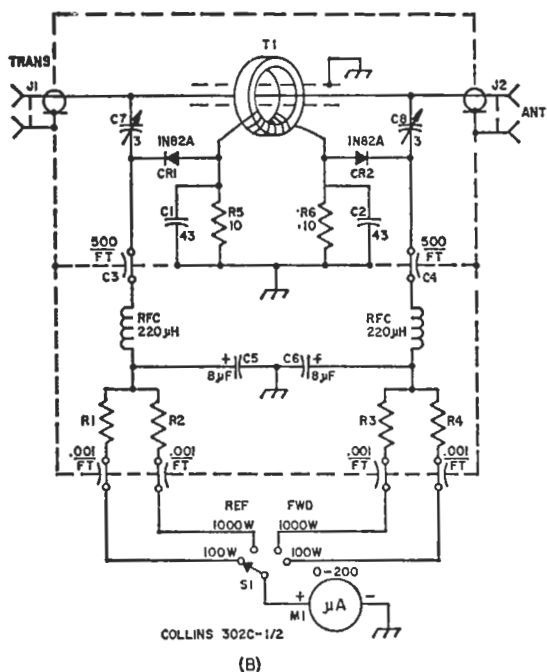 TRANS
J1
T1
J2
ANT
C7
3
1N82A
CR1
1N82A
CR2
C8
3
C1
43
R5
10
R6
10
C2
43
500
FT
C3
500
FT
C4
RFC
220µH
RFC
220µH
+
C5
8µF
C6
+
8µF
R1
R2
R3
R4
.001
FT
.001
FT
.001
FT
.001
FT
REF
FWD
1000W
1000W
100W
100W
S1
0-200
+
µA
-
M1
COLLINS 302C-1/2
(B)